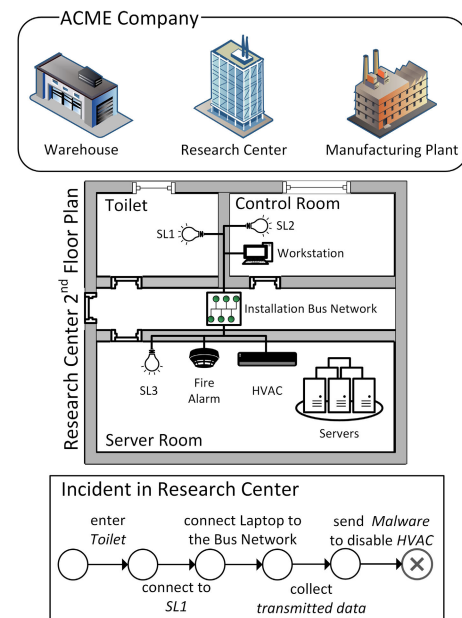 ACME Company
Warehouse
Research Center
Manufacturing Plant
Research Center 2nd Floor Plan
Toilet
Control Room
SL1
SL2
Workstation
Installation Bus Network
SL3
Fire
Alarm
HVAC
Servers
Server Room
Incident in Research Center
enter
Toilet
connect to
SL1
connect Laptop to
the Bus Network
collect
transmitted data
send Malware
to disable HVAC